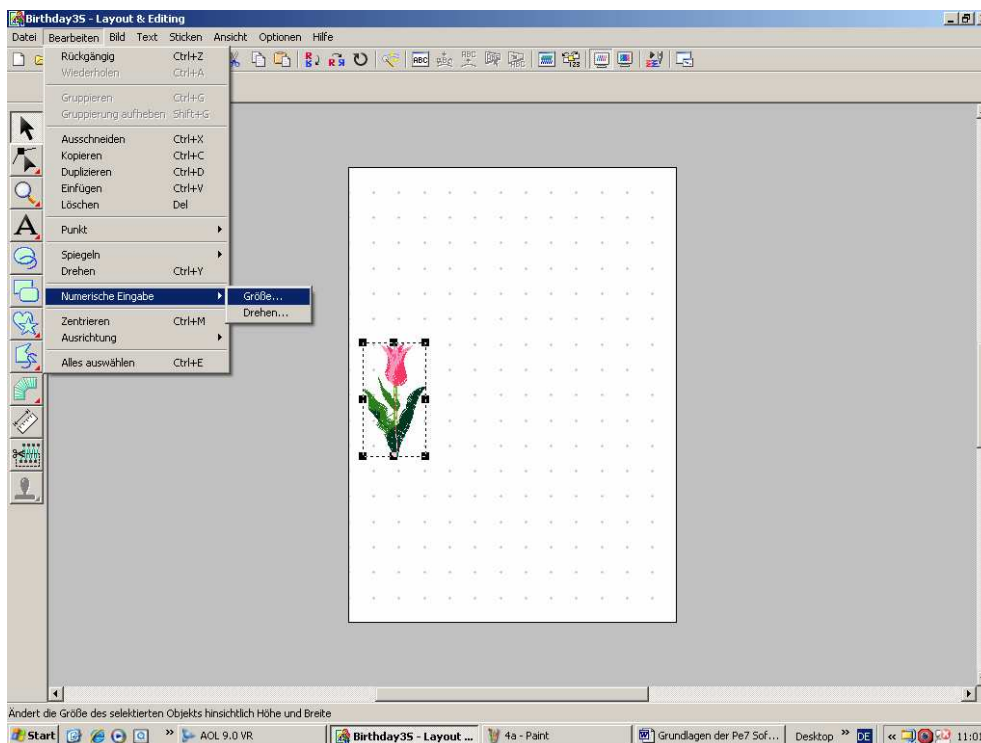 Birthday35 - Layout & Editing
Datei Bearbeiten Bild Text Sticken Ansicht Optionen Hilfe
Rückgängig Ctrl+Z
Wiederholen Ctrl+A
Gruppieren Ctrl+G
Gruppierung aufheben Shift+G
Ausschneiden Ctrl+X
Kopieren Ctrl+C
Duplizieren Ctrl+D
Einfügen Ctrl+V
Löschen Del
Punkt
Spiegeln
Drehen Ctrl+Y
Numerische Eingabe
Größe...
Drehen...
Zentrieren Ctrl+M
Ausrichtung
Alles auswählen Ctrl+E
ABC
A
Ändert die Größe des selektierten Objekts hinsichtlich Höhe und Breite
Start AOL 9.0 VR Birthday35 - Layout ... 4a - Paint Grundlagen der Pe7 Sof... Desktop DE 11:01